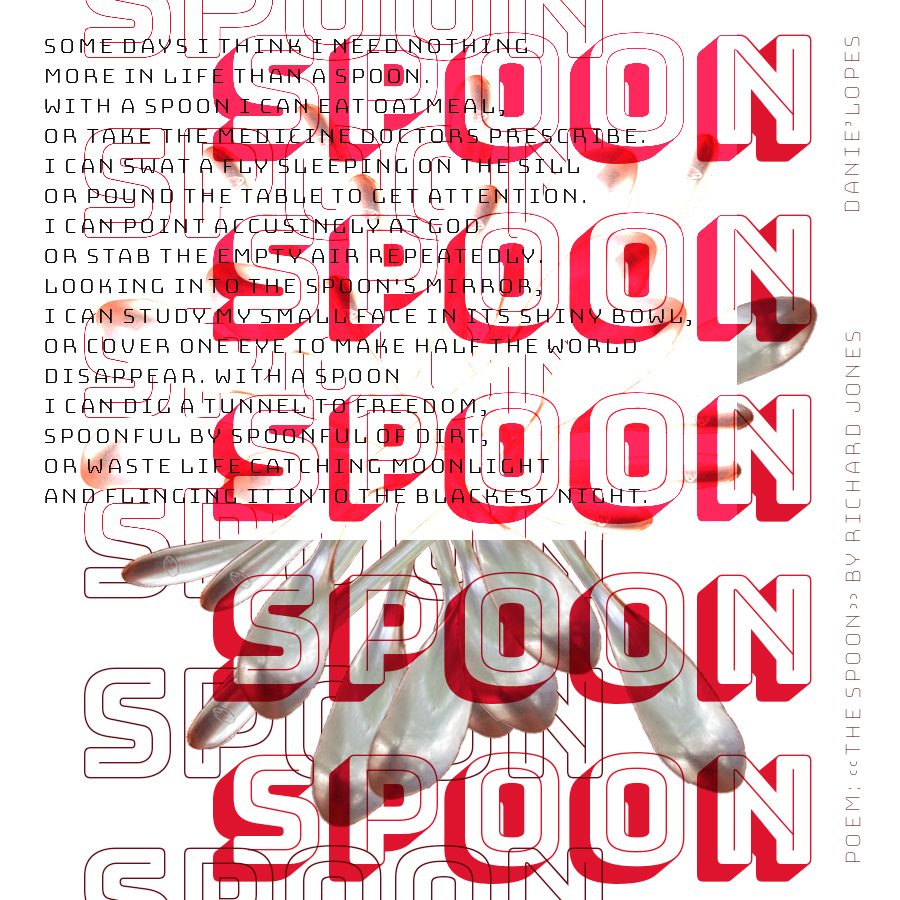 SOME DAYS I THINK I NEED NOTHING
MORE IN LIFE THAN A SPOON.
WITH A SPOON I CAN EAT OATMEAL,
OR TAKE THE MEDICINE DOCTORS PRESCRIBE.
I CAN SWAT A FLY SLEEPING ON THE SILL
OR POUND THE TABLE TO GET ATTENTION.
I CAN POINT ACCUSINGLY AT GOD
OR STAB THE EMPTY AIR REPEATEDLY.
LOOKING INTO THE SPOON'S MIRROR,
I CAN STUDY MY SMALL FACE IN ITS SHINY BOWL,
OR COVER ONE EYE TO MAKE HALF THE WORLD
DISAPPEAR. WITH A SPOON
I CAN DIG A TUNNEL TO FREEDOM,
SPOONFUL BY SPOONFUL OF DIRT,
OR WASTE LIFE CATCHING MOONLIGHT
AND FLINGING IT INTO THE BLACKEST NIGHT.
SPOON
SPOON
SPOON
SPOON
SPOON
SPOON
SPOON
SPOON
SPOON
SPOON
SPOON
DANIE'LOPES
POEM: “THE SPOON” BY RICHARD JONES